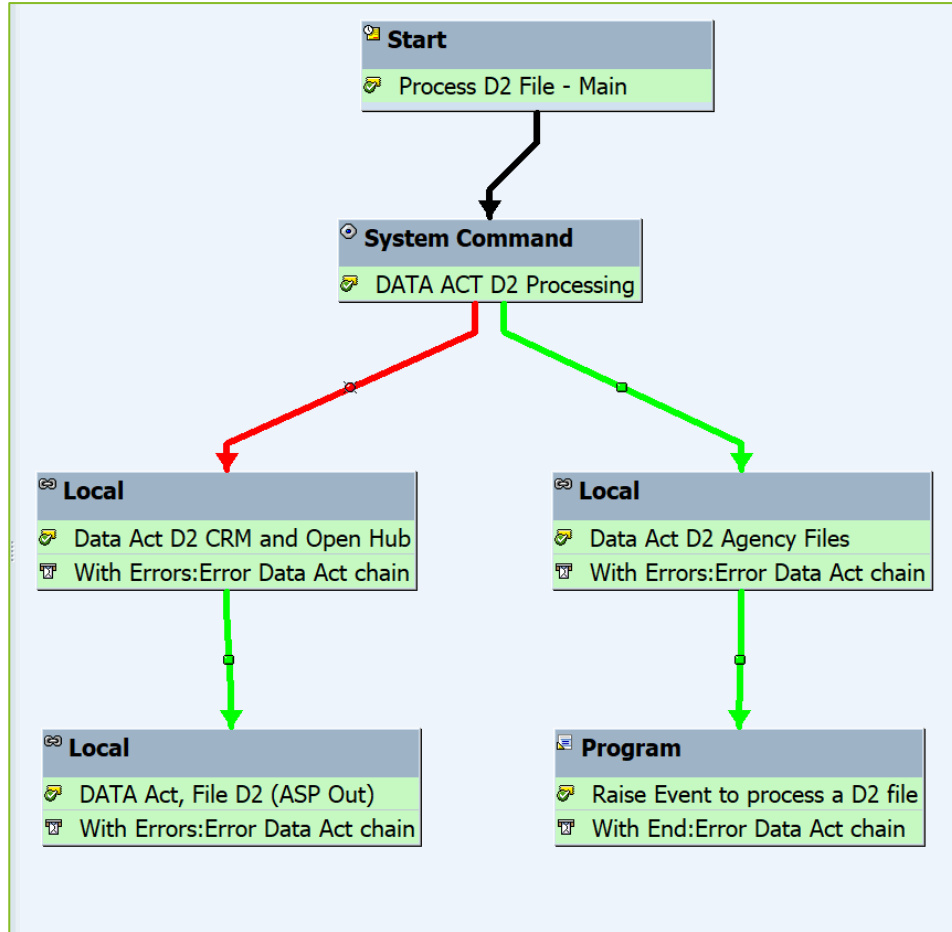 Start
Process D2 File - Main
System Command
DATA ACT D2 Processing
Local
Data Act D2 CRM and Open Hub
With Errors:Error Data Act chain
Local
Data Act D2 Agency Files
With Errors:Error Data Act chain
Local
DATA Act, File D2 (ASP Out)
With Errors:Error Data Act chain
Program
Raise Event to process a D2 file
With End:Error Data Act chain